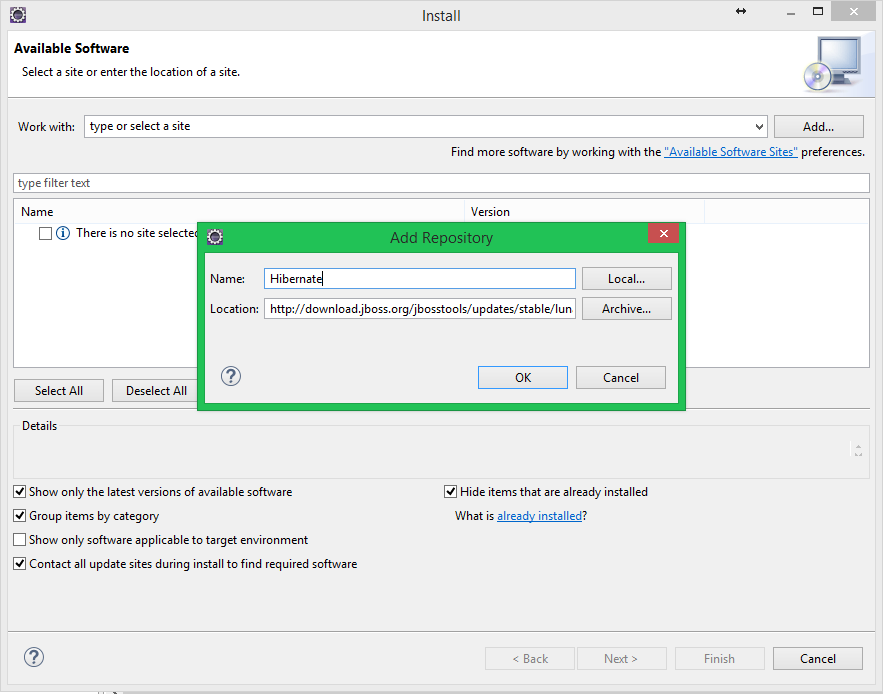 Install
Available Software
Select a site or enter the location of a site.
Work with: type or select a site Add...
Find more software by working with the "Available Software Sites" preferences.
type filter text
Name Version
There is no site selected
Add Repository
Name: Hibernate Local...
Location: http://download.jboss.org/jbosstools/updates/stable/lun Archive...
OK Cancel
Select All Deselect All
Details
Show only the latest versions of available software Hide items that are already installed
Group items by category What is already installed?
Show only software applicable to target environment
Contact all update sites during install to find required software
< Back Next > Finish Cancel